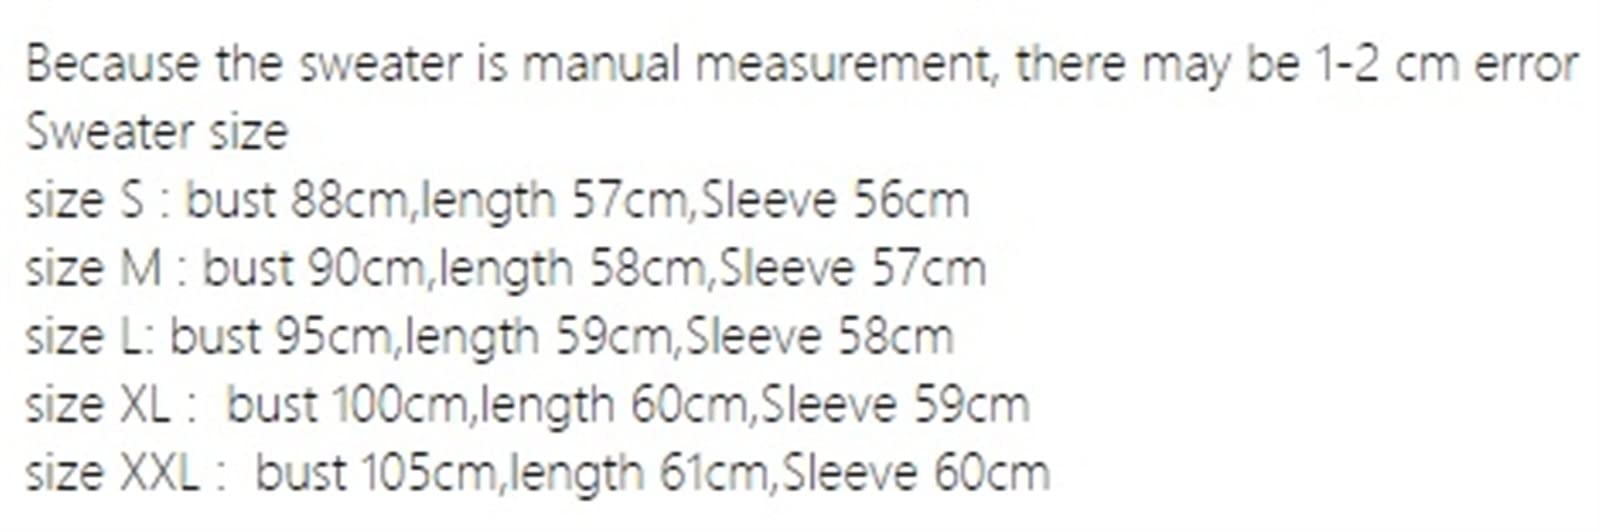 Because the sweater is manual measurement, there may be 1-2 cm error
Sweater size
size S : bust 88cm,length 57cm,Sleeve 56cm
size M : bust 90cm,length 58cm,Sleeve 57cm
size L: bust 95cm,length 59cm,Sleeve 58cm
size XL :  bust 100cm,length 60cm,Sleeve 59cm
size XXL :  bust 105cm,length 61cm,Sleeve 60cm